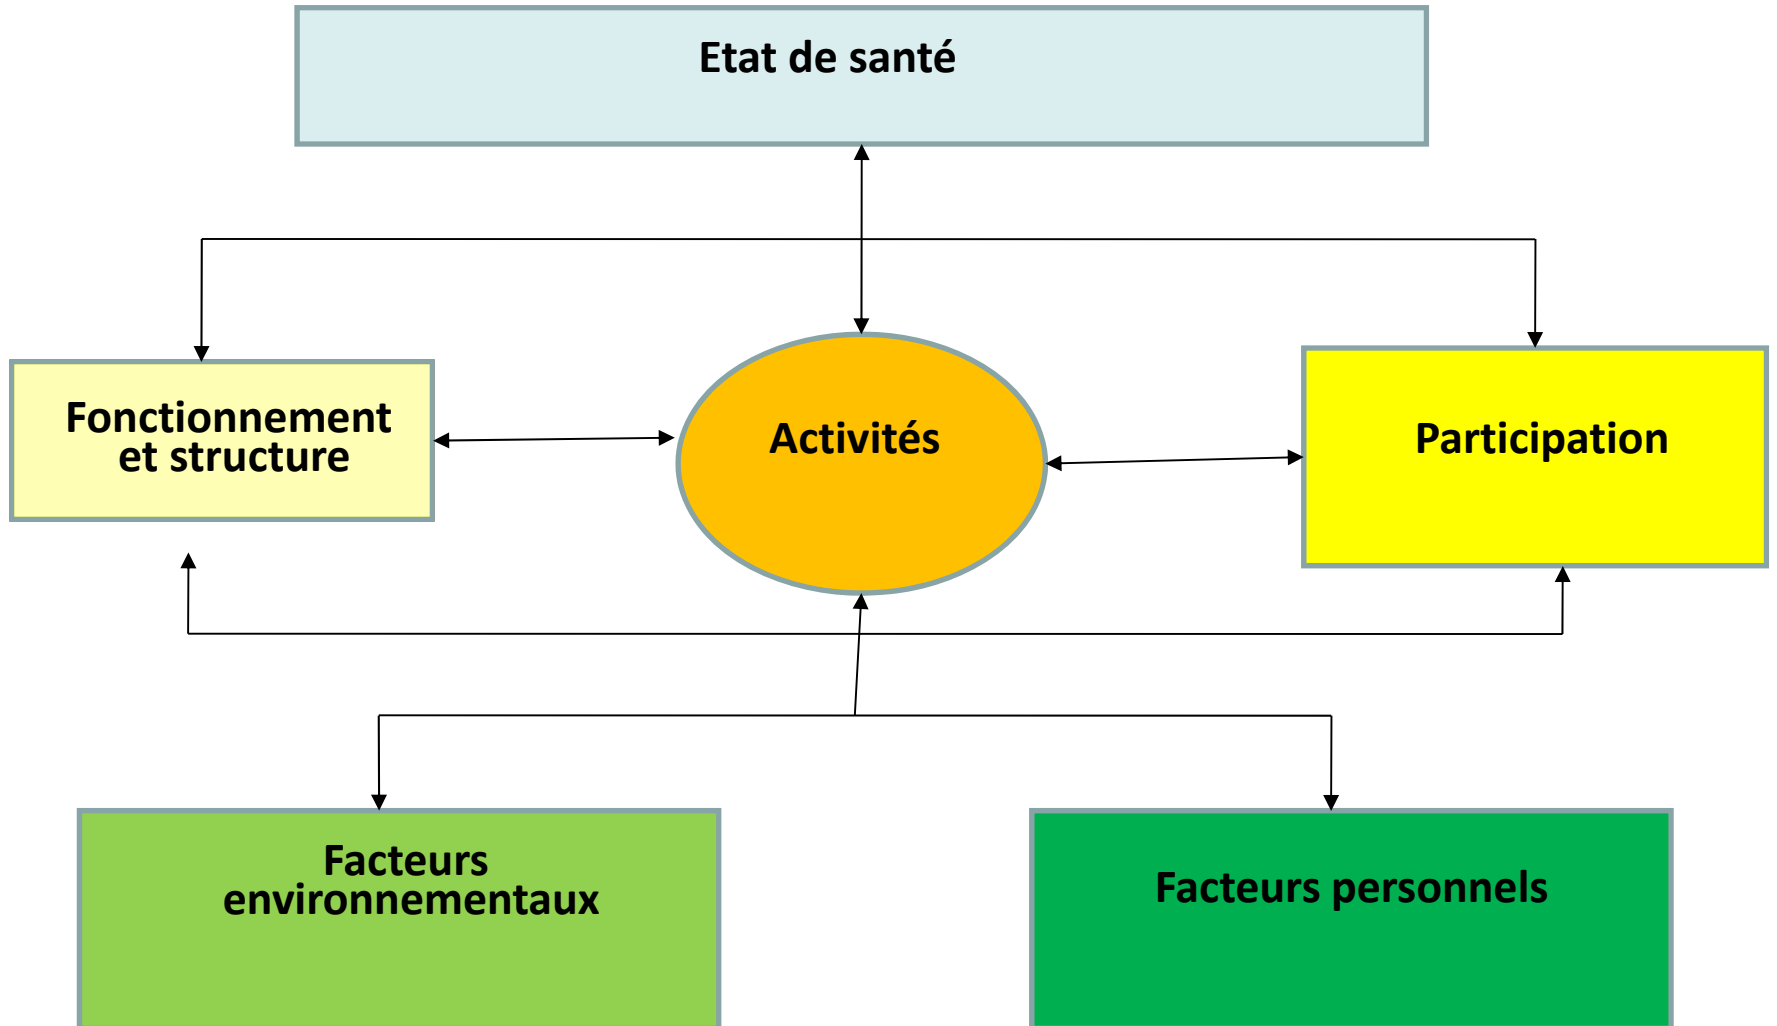 Etat de santé
Fonctionnement
et structure
Activités
Participation
Facteurs
environnementaux
Facteurs personnels